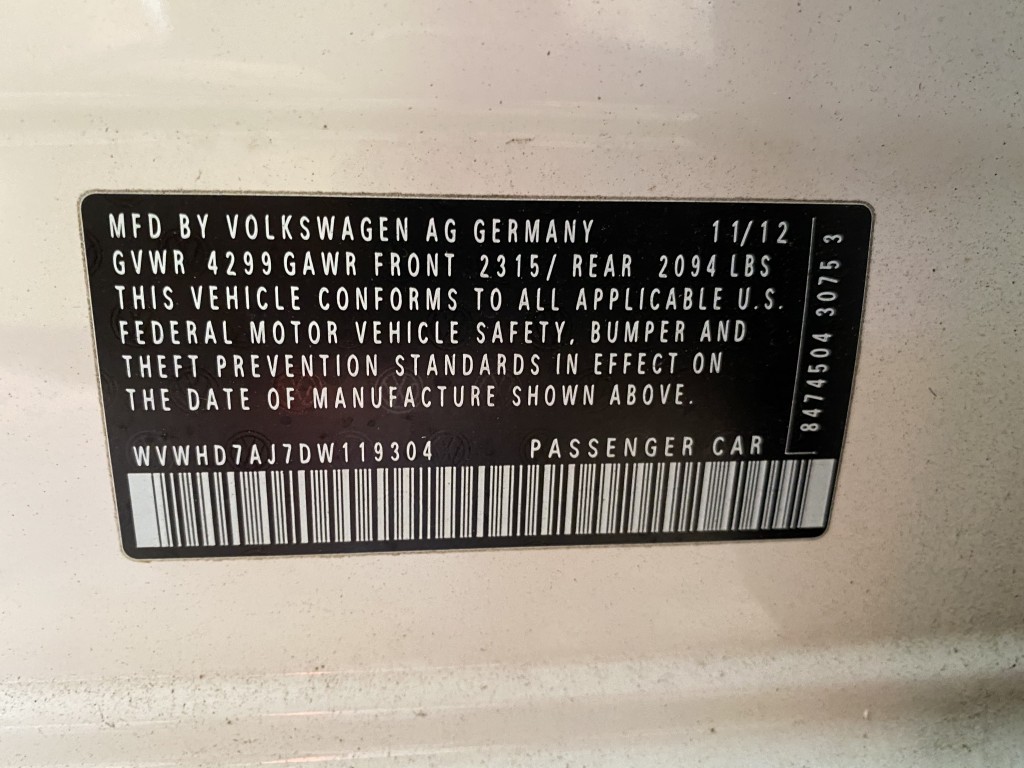 MFD BY VOLKSWAGEN AG GERMANY 11/12
GVWR 4299 GAWR FRONT 2315/ REAR 2094 LBS
THIS VEHICLE CONFORMS TO ALL APPLICABLE U.S.
FEDERAL MOTOR VEHICLE SAFETY, BUMPER AND
THEFT PREVENTION STANDARDS IN EFFECT ON
THE DATE OF MANUFACTURE SHOWN ABOVE.
WVWHD7AJ7DW119304 PASSENGER CAR
8474504 3075 3